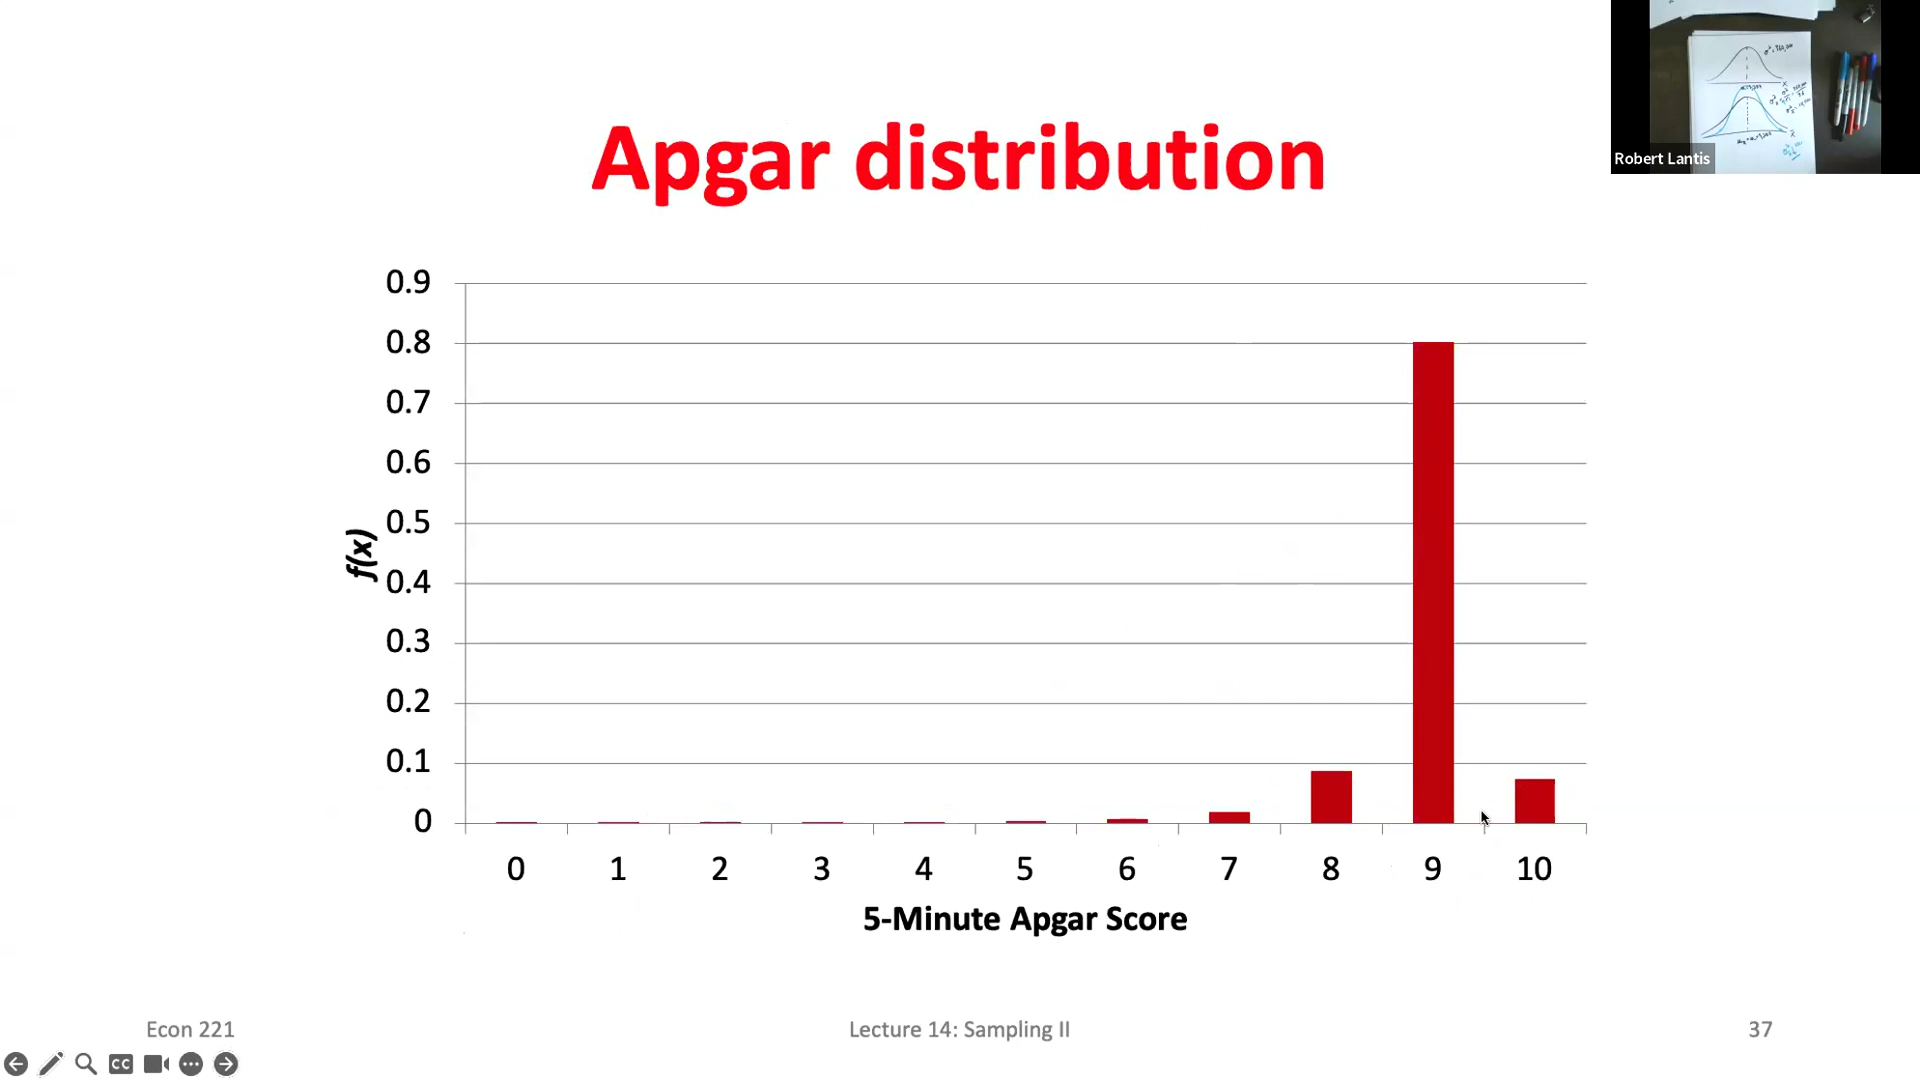 Robert Lantis
Apgar distribution
0.9
0.8
0.7
0.6
0.5
0.4
0.3
0.2
0.1
0
f(x)
0 1 2 3 4 5 6 7 8 9 10
5-Minute Apgar Score
Econ 221 Lecture 14: Sampling II 37
CC